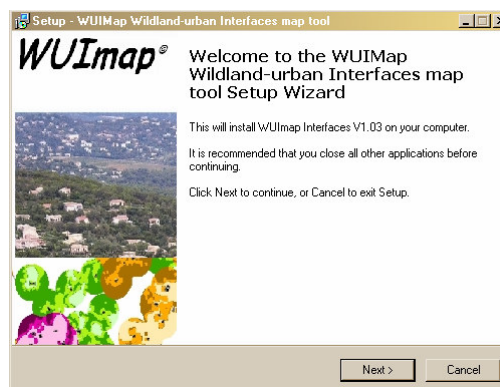 Setup - WUIMap Wildland-urban Interfaces map tool
WUImap®
Welcome to the WUIMap
Wildland-urban Interfaces map
tool Setup Wizard
This will install WUImap Interfaces V1.03 on your computer.
It is recommended that you close all other applications before
continuing.
Click Next to continue, or Cancel to exit Setup.
Next >
Cancel